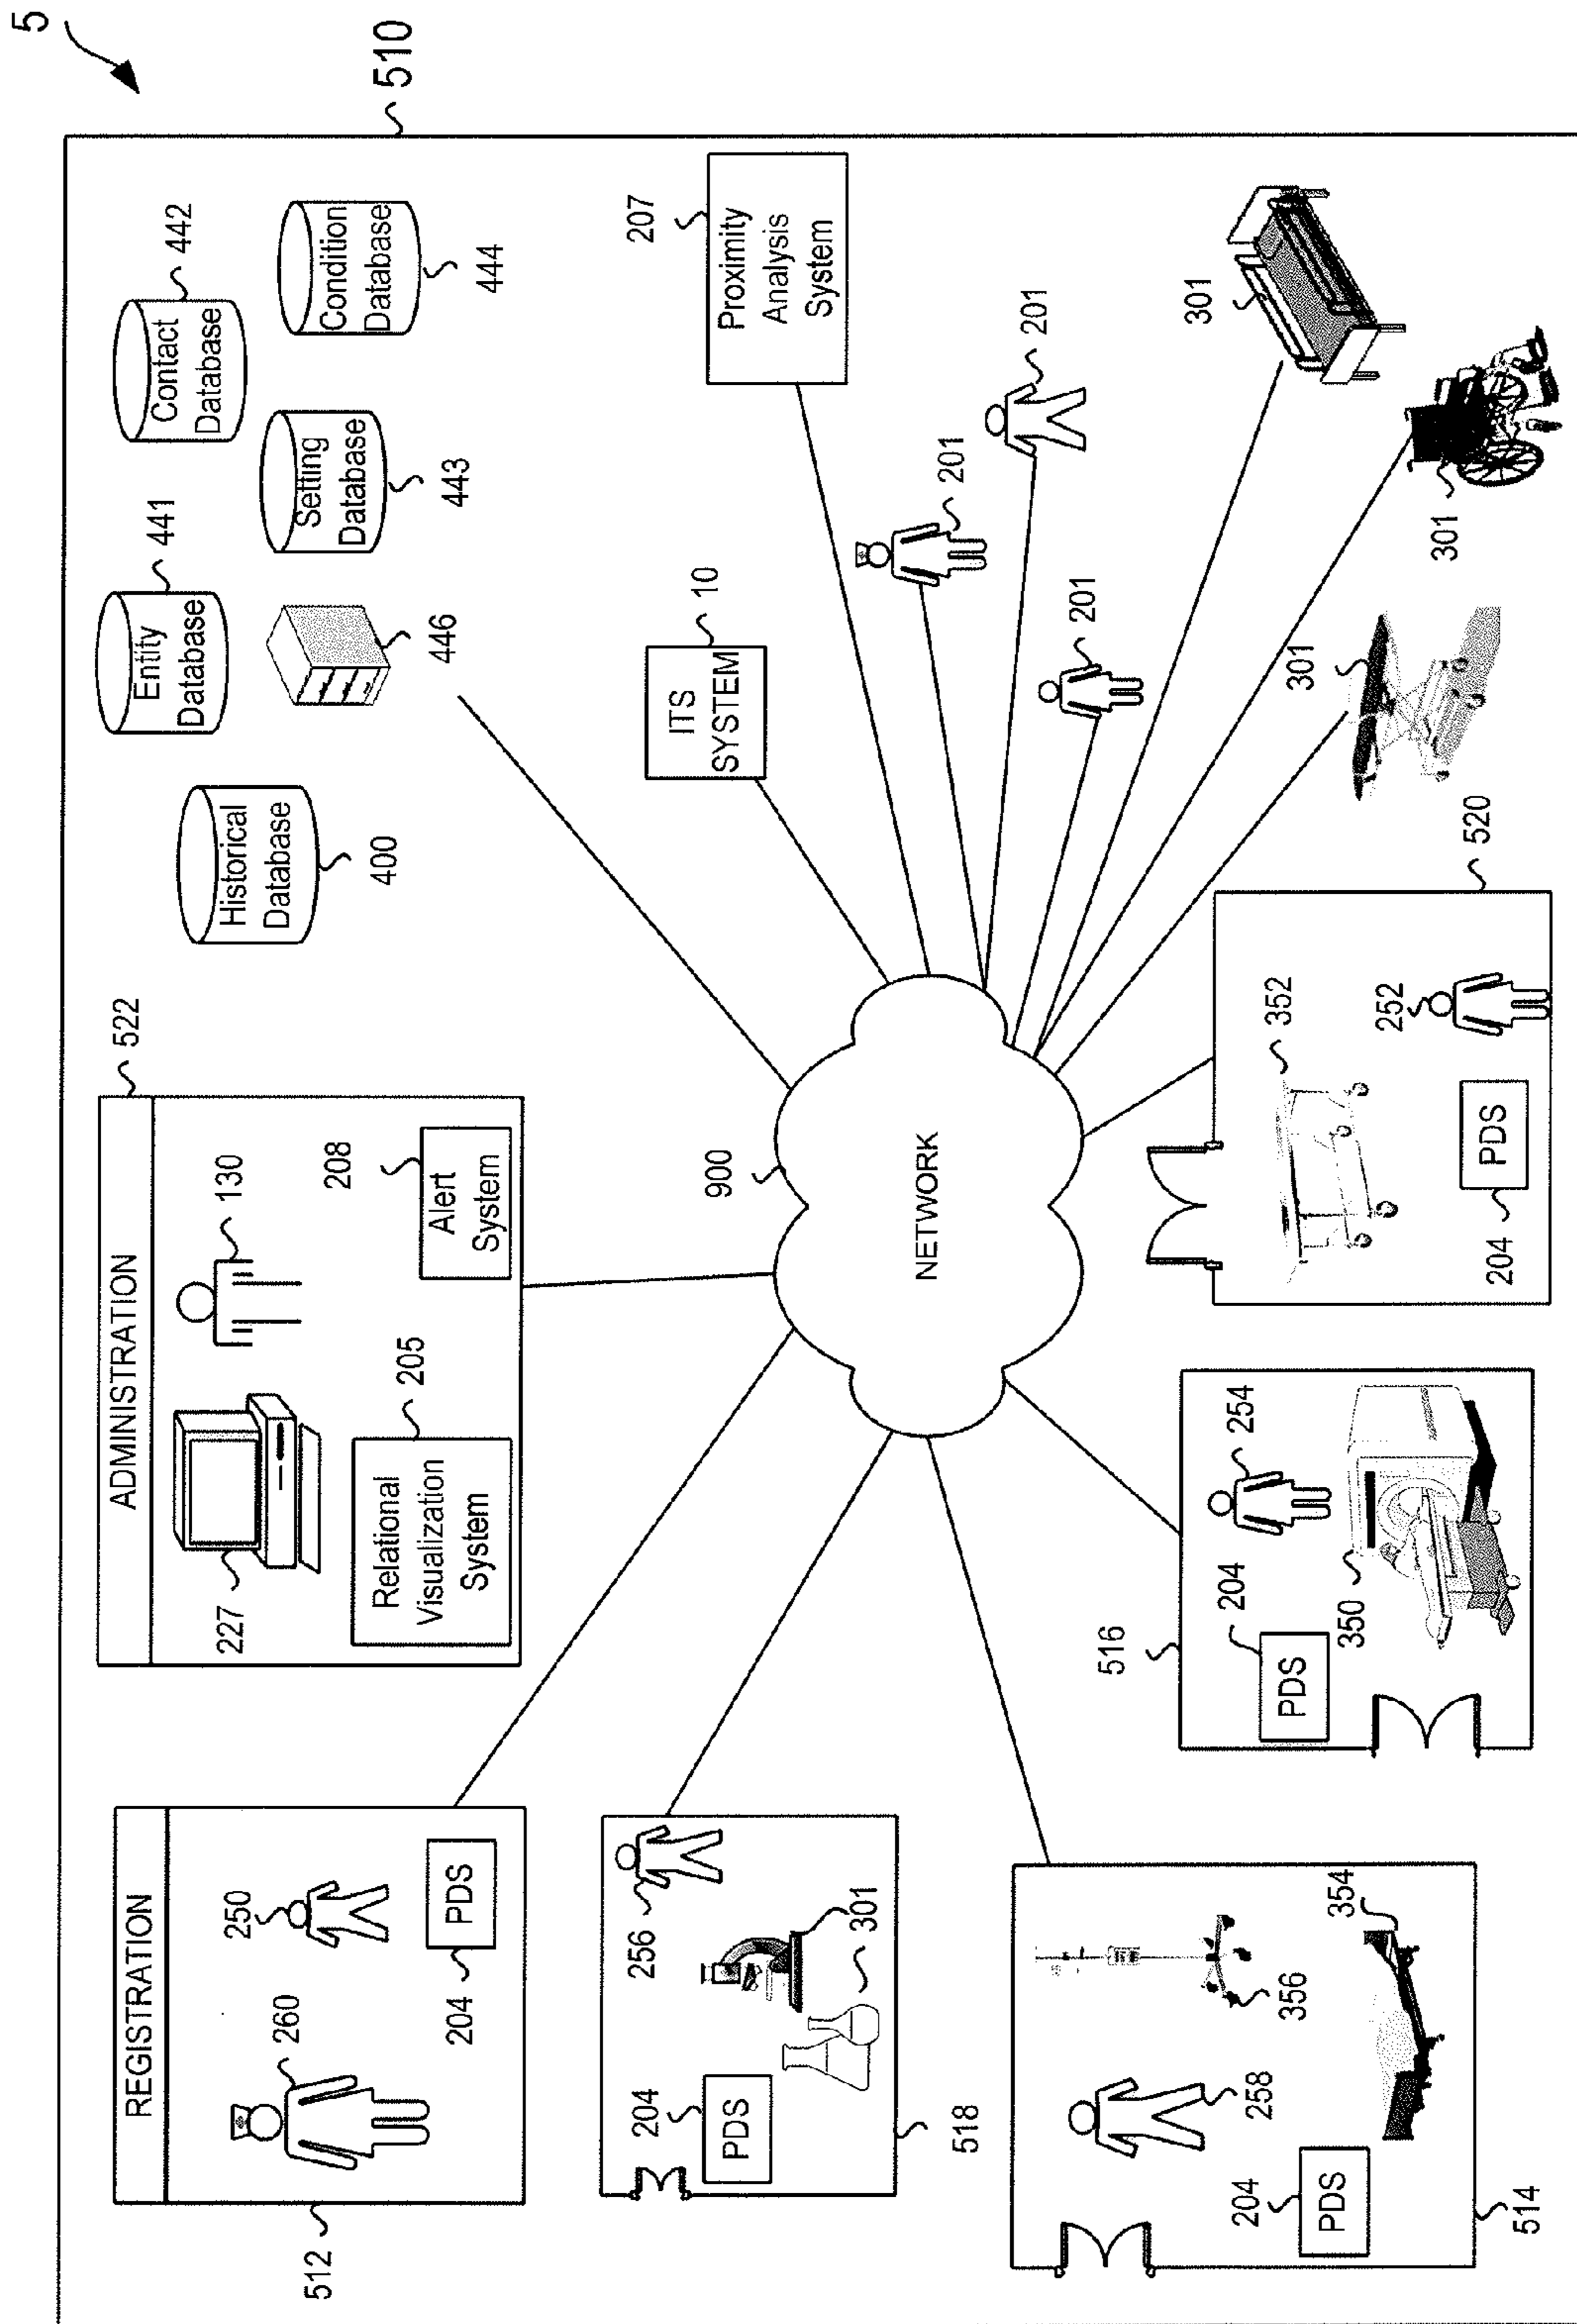 5
510
REGISTRATION
260
250
204
PDS
512
ADMINISTRATION
522
227
130
208
Alert
System
205
Relational
Visualization
System
Historical
Database
400
Entity
Database
441
446
Contact
Database
442
Setting
Database
443
Condition
Database
444
ITS
SYSTEM
10
Proximity
Analysis
System
207
900
NETWORK
201
201
201
301
301
301
256
301
204
PDS
518
258
356
354
204
PDS
514
516
204
PDS
254
350
352
252
204
PDS
520